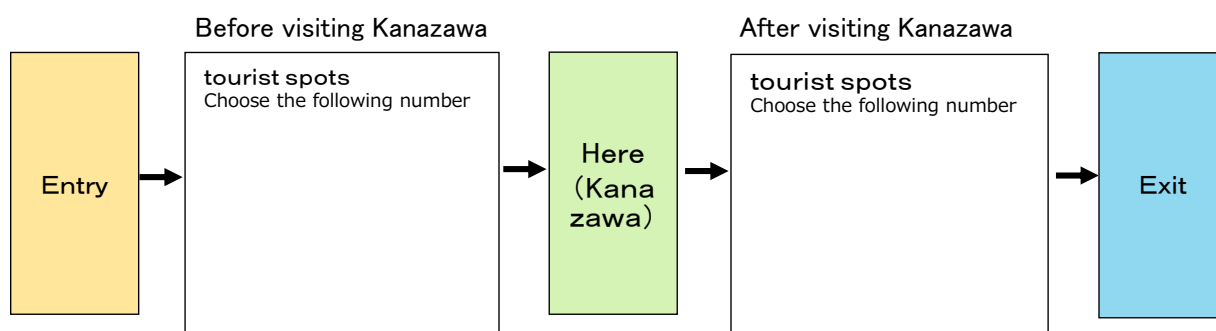 Before visiting Kanazawa
After visiting Kanazawa
Entry
tourist spots
Choose the following number
Here
（Kana
zawa）
tourist spots
Choose the following number
Exit